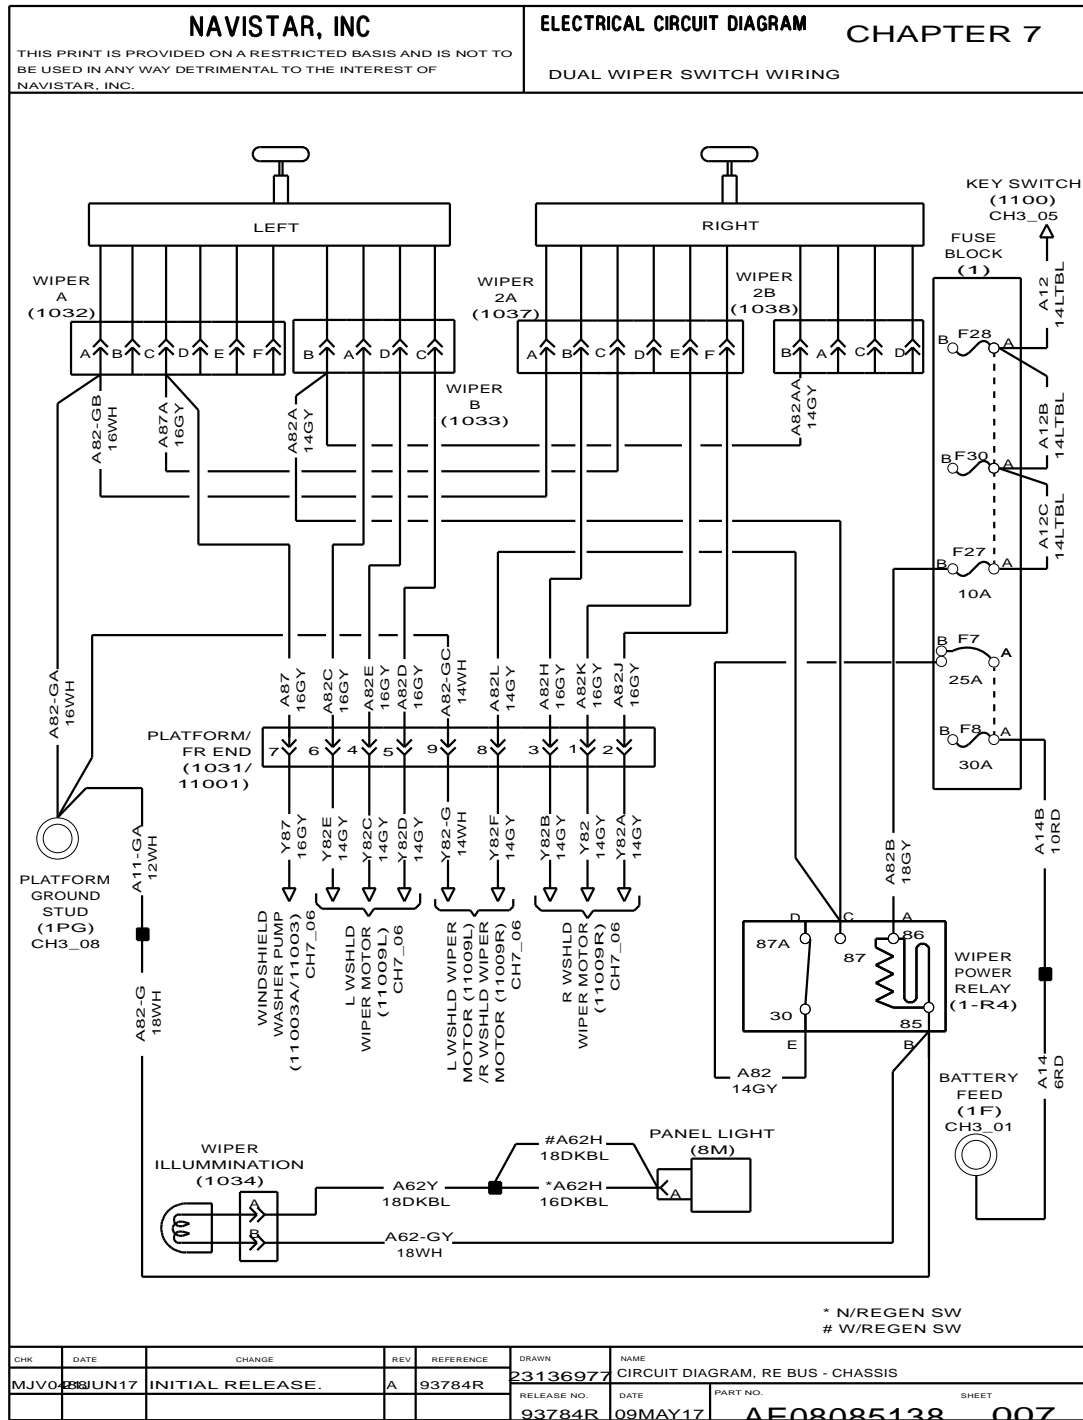 NAVISTAR, INC
THIS PRINT IS PROVIDED ON A RESTRICTED BASIS AND IS NOT TO
BE USED IN ANY WAY DETRIMENTAL TO THE INTEREST OF
NAVISTAR, INC.
ELECTRICAL CIRCUIT DIAGRAM
CHAPTER 7
DUAL WIPER SWITCH WIRING
KEY SWITCH
(1100)
CH3_05
LEFT
RIGHT
FUSE
BLOCK
(1)
WIPER
A
(1032)
WIPER
2A
(1037)
WIPER
2B
(1038)
A12
14LTBL
A B C D E F
B A D C
A B C D E F
B A C D
B F28 A
WIPER
B
(1033)
A82-GB
16WH
A87A
16GY
A82A
14GY
A82AA
14GY
A12B
14LTBL
B F30 A
A12C
14LTBL
B F27 A
10A
B F7 A
25A
B F8 A
30A
A82-GA
16WH
A87
16GY
A82C
16GY
A82E
16GY
A82D
16GY
A82-GC
14WH
A82L
14GY
A82H
16GY
A82K
16GY
A82J
16GY
PLATFORM/
FR END
(1031/
11001)
7 6 4 5 9 8 3 1 2
Y87
16GY
Y82E
14GY
Y82C
14GY
Y82D
14GY
Y82-G
14WH
Y82F
14GY
Y82B
14GY
Y82
14GY
Y82A
14GY
A82B
18GY
A14B
10RD
A11-GA
12WH
PLATFORM
GROUND
STUD
(1PG)
CH3_08
WINDSHIELD
WASHER PUMP
(11003A/11003)
CH7_06
L WSHLD
WIPER MOTOR
(11009L)
CH7_06
L WSHLD WIPER
MOTOR (11009L)
/R WSHLD WIPER
MOTOR (11009R)
CH7_06
R WSHLD
WIPER MOTOR
(11009R)
CH7_06
D C A
87A
87
86
30
85
E B
WIPER
POWER
RELAY
(1-R4)
A82-G
18WH
A82
14GY
A14
6RD
BATTERY
FEED
(1F)
CH3_01
WIPER
ILLUMMINATION
(1034)
A
B
A62Y
18DKBL
#A62H
18DKBL
*A62H
16DKBL
PANEL LIGHT
(8M)
A
A62-GY
18WH
* N/REGEN SW
# W/REGEN SW
CHK DATE CHANGE REV REFERENCE
INITIAL RELEASE. A 93784R
DRAWN
23136977
NAME
CIRCUIT DIAGRAM, RE BUS - CHASSIS
RELEASE NO.
93784R
DATE
09MAY17
PART NO.
AE08085138
SHEET
007